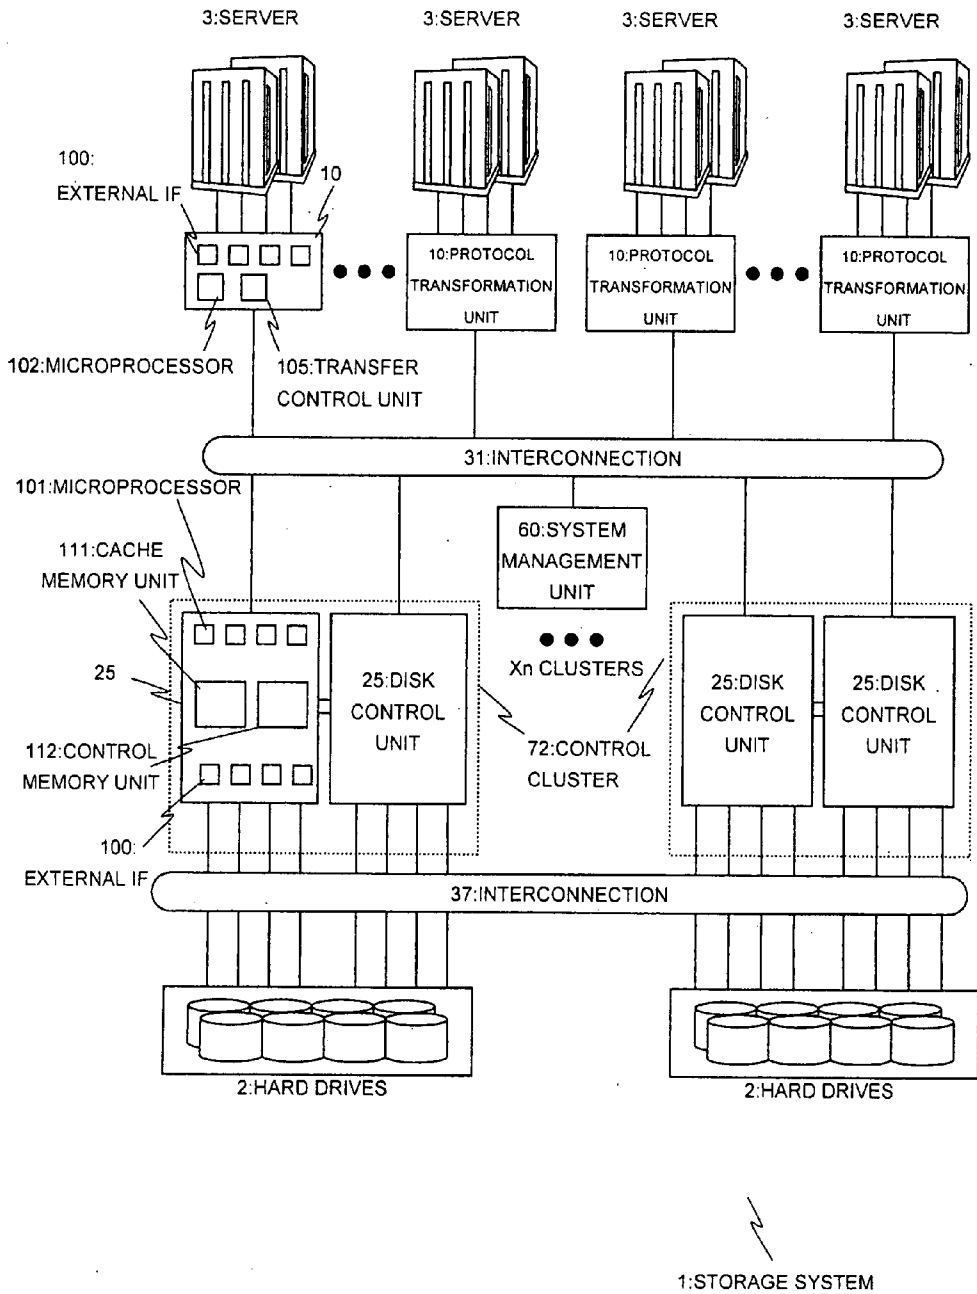 3:SERVER
3:SERVER
3:SERVER
3:SERVER
100:
EXTERNAL IF
10
10:PROTOCOL
TRANSFORMATION
UNIT
10:PROTOCOL
TRANSFORMATION
UNIT
10:PROTOCOL
TRANSFORMATION
UNIT
102:MICROPROCESSOR
105:TRANSFER
CONTROL UNIT
31:INTERCONNECTION
101:MICROPROCESSOR
111:CACHE
MEMORY UNIT
60:SYSTEM
MANAGEMENT
UNIT
Xn CLUSTERS
25
25:DISK
CONTROL
UNIT
25:DISK
CONTROL
UNIT
25:DISK
CONTROL
UNIT
112:CONTROL
MEMORY UNIT
72:CONTROL
CLUSTER
100:
EXTERNAL IF
37:INTERCONNECTION
2:HARD DRIVES
2:HARD DRIVES
1:STORAGE SYSTEM